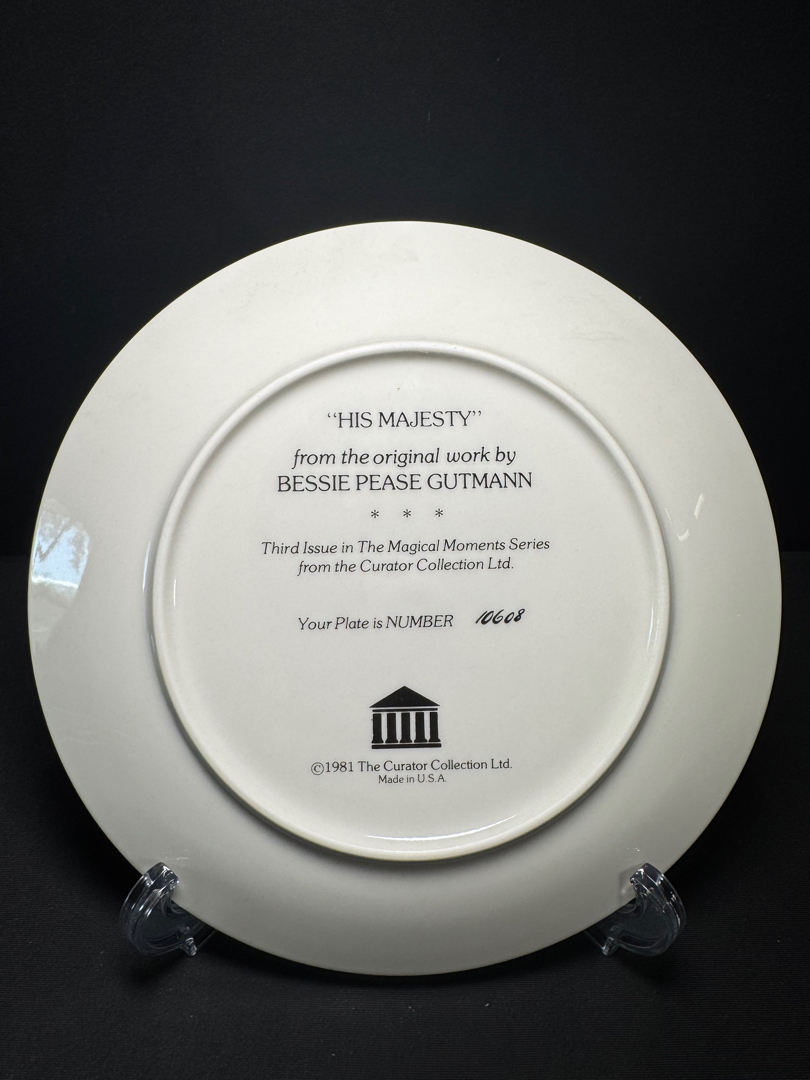 “HIS MAJESTY”
from the original work by
BESSIE PEASE GUTMANN
* * *
Third Issue in The Magical Moments Series
from the Curator Collection Ltd.
Your Plate is NUMBER 10608
©1981 The Curator Collection Ltd.
Made in U.S.A.